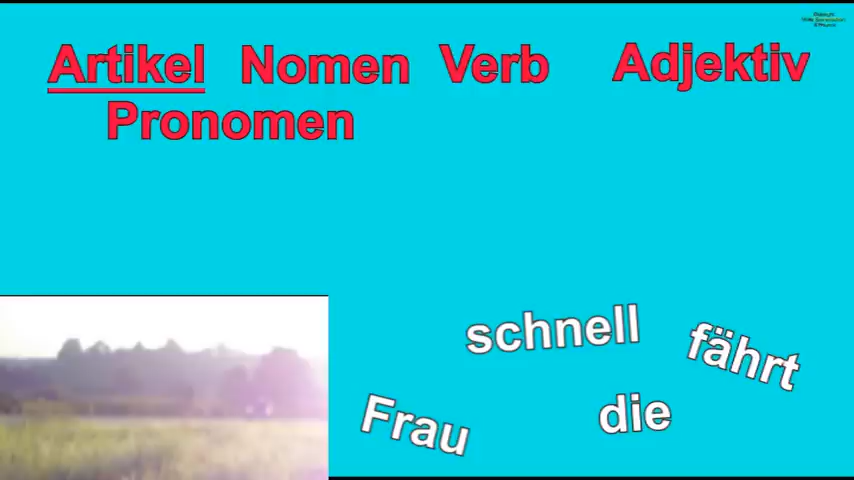 Artikel Nomen Verb Adjektiv
Pronomen
schnell fährt
Frau die